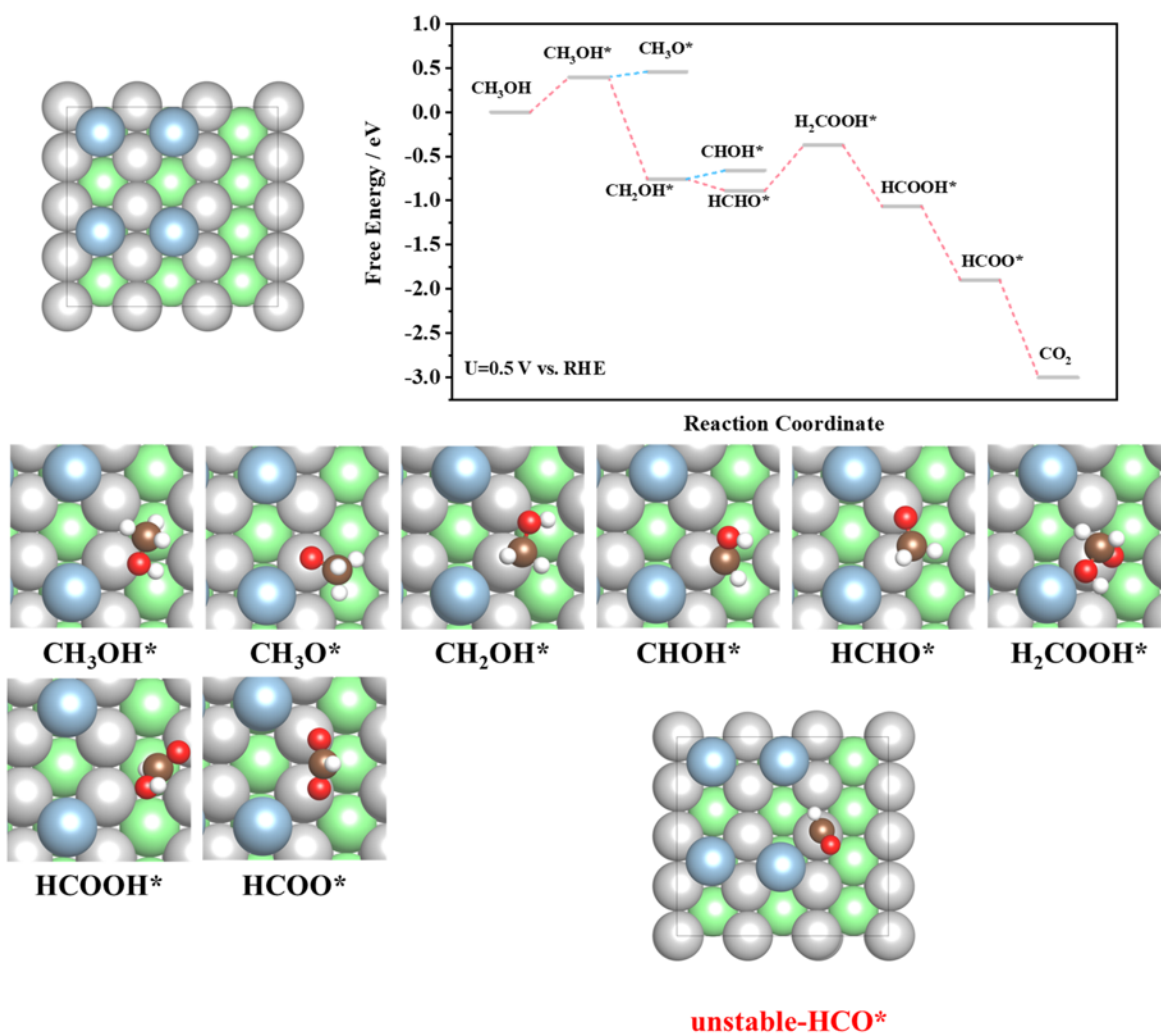 1.0
0.5
0.0
-0.5
-1.0
-1.5
-2.0
-2.5
-3.0
Free Energy / eV
CH₃OH
CH₃OH*
CH₃O*
CH₂OH*
CHOH*
HCHO*
H₂COOH*
HCOOH*
HCOO*
CO₂
U=0.5 V vs. RHE
Reaction Coordinate
CH₃OH* CH₃O* CH₂OH* CHOH* HCHO* H₂COOH*
HCOOH* HCOO*
unstable-HCO*